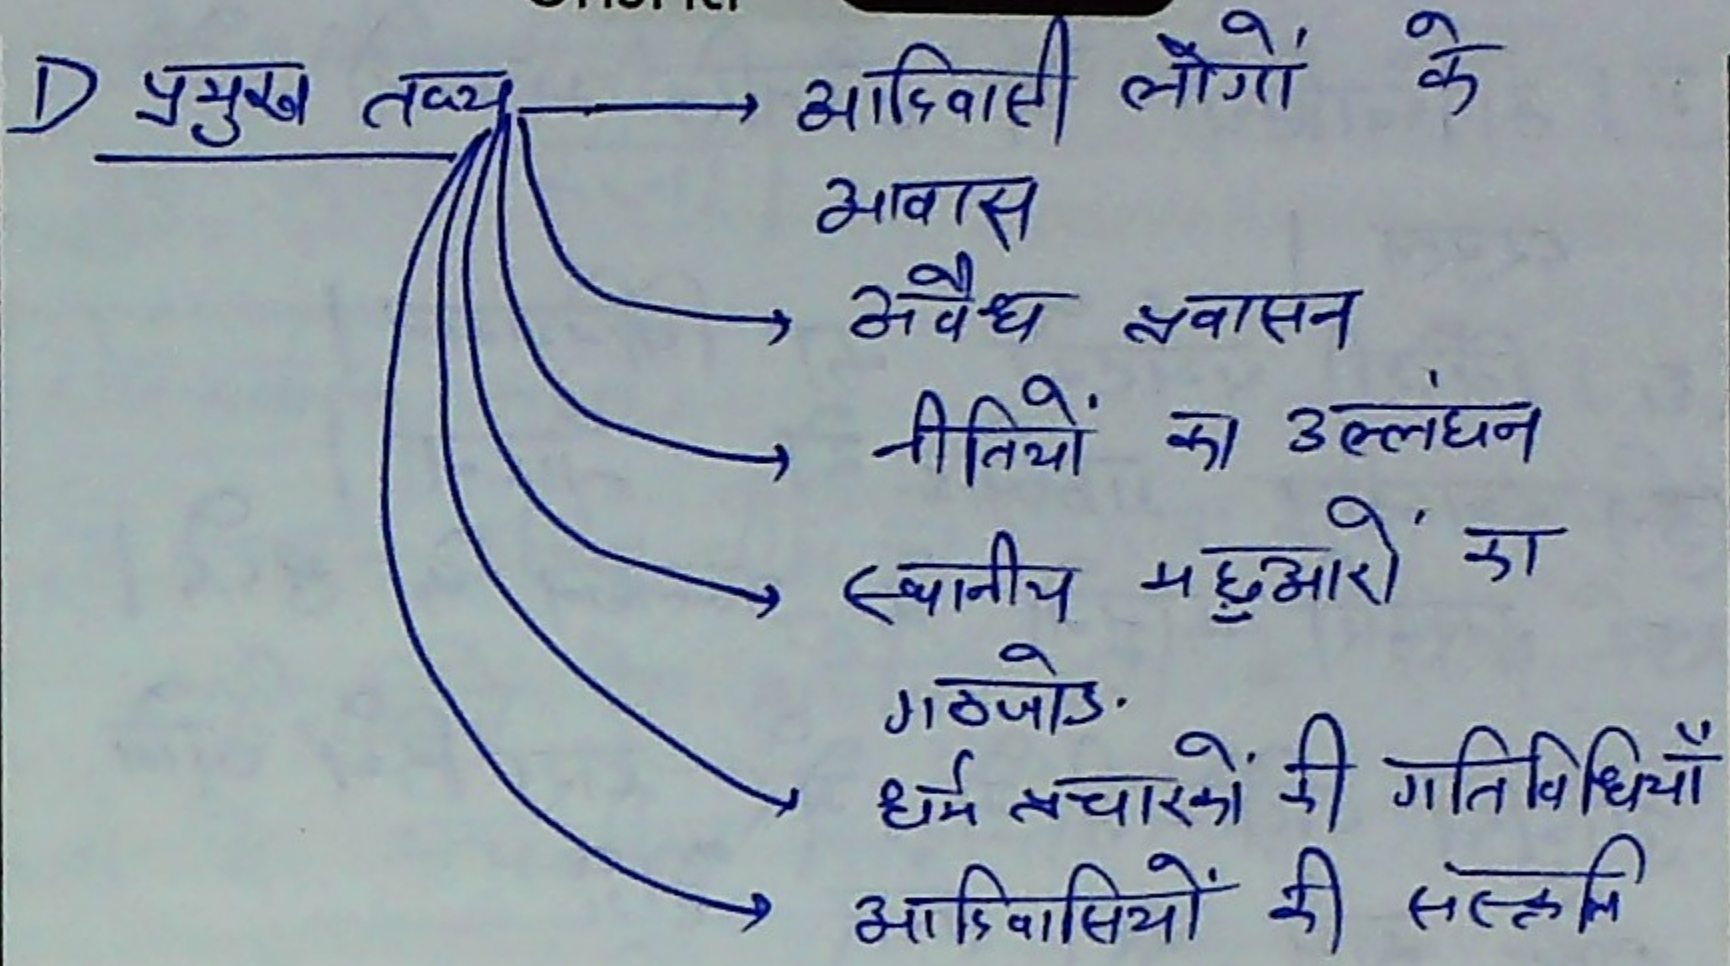 D प्रमुख तथ्य → आदिवासी लोगों के
आवास
→ अवैध प्रवासन
→ नीतियों का उल्लंघन
→ स्थानीय मछुआरों का
गठजोड़
→ धर्म प्रचारकों की गतिविधियाँ
→ आदिवासियों की संस्कृति